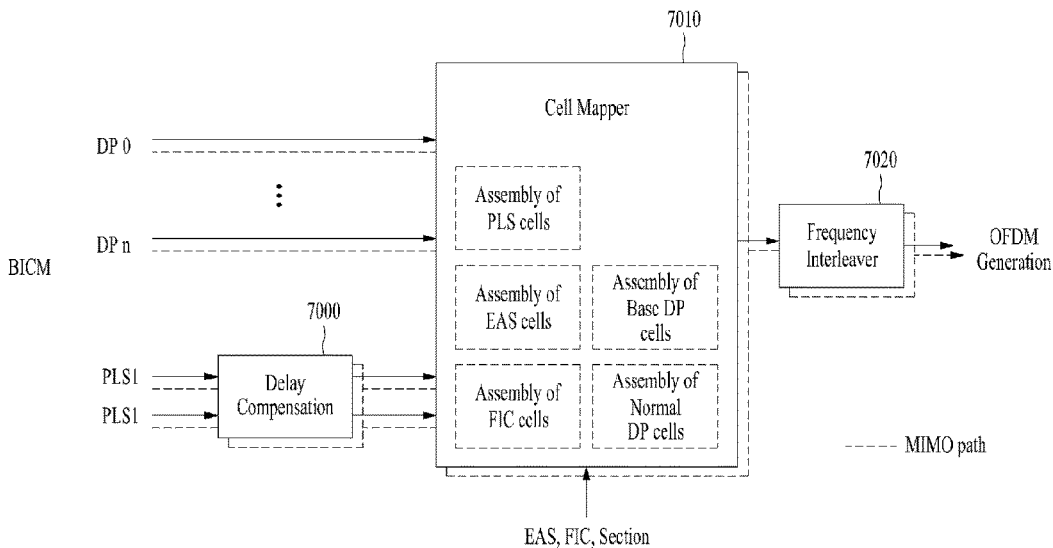 7010
Cell Mapper
DP 0
DP n
BICM
Assembly of
PLS cells
Assembly of
EAS cells
Assembly of
Base DP
cells
Assembly of
FIC cells
Assembly of
Normal
DP cells
7020
Frequency
Interleaver
OFDM
Generation
7000
PLS1
PLS1
Delay
Compensation
MIMO path
EAS, FIC, Section